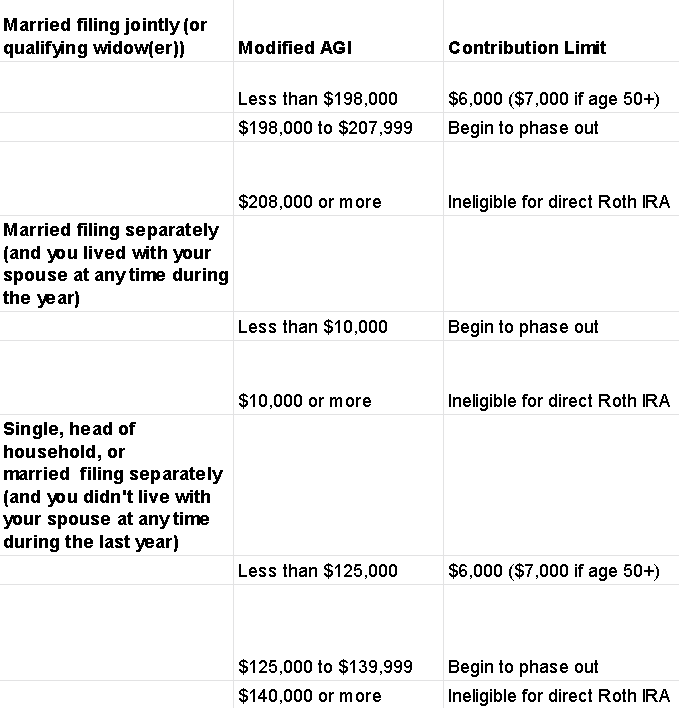 Married filing jointly (or
qualifying widow(er))
Modified AGI
Contribution Limit
Less than $198,000
$6,000 ($7,000 if age 50+)
$198,000 to $207,999
Begin to phase out
$208,000 or more
Ineligible for direct Roth IRA
Married filing separately
(and you lived with your
spouse at any time during
the year)
Less than $10,000
Begin to phase out
$10,000 or more
Ineligible for direct Roth IRA
Single, head of
household, or
married  filing separately
(and you didn't live with
your spouse at any time
during the last year)
Less than $125,000
$6,000 ($7,000 if age 50+)
$125,000 to $139,999
Begin to phase out
$140,000 or more
Ineligible for direct Roth IRA